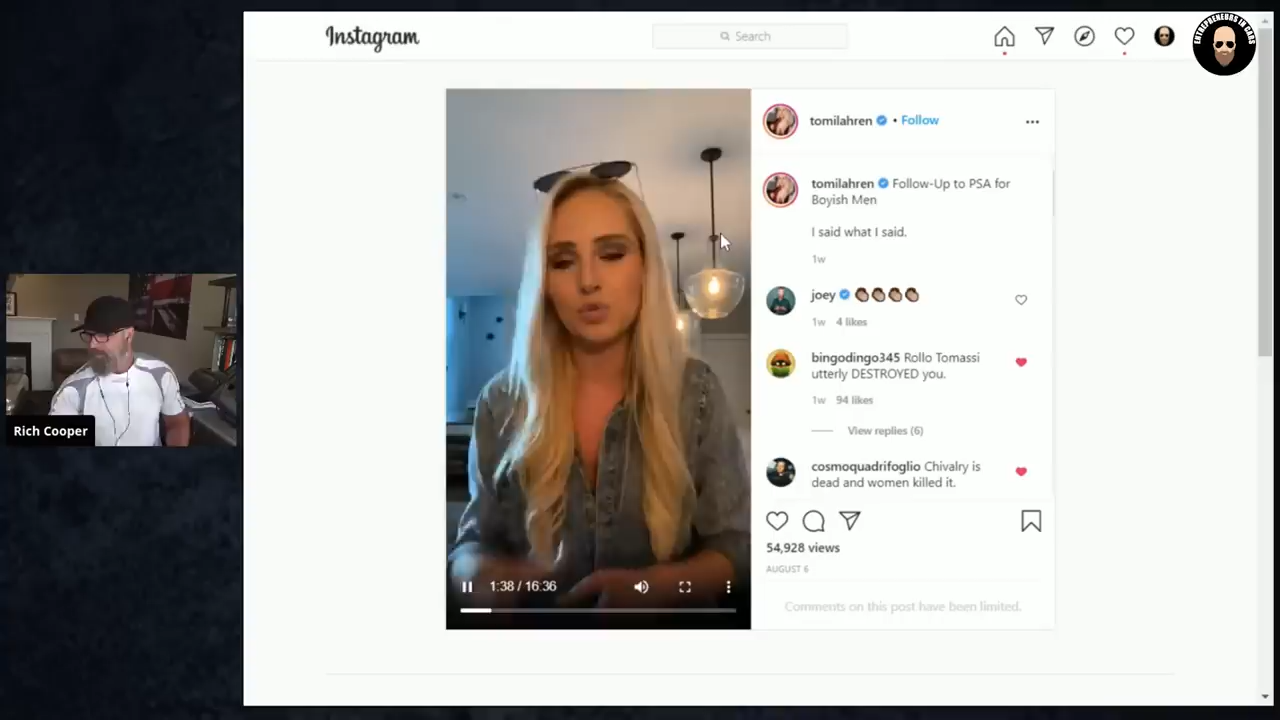 Instagram
Search
ENTREPRENEURS IN CARS
tomilahren • Follow
tomilahren Follow-Up to PSA for
Boyish Men
I said what I said.
1w
joey
1w 4 likes
bingodingo345 Rollo Tomassi
utterly DESTROYED you.
1w 94 likes
View replies (6)
cosmoquadrifoglio Chivalry is
dead and women killed it.
54,928 views
AUGUST 6
Comments on this post have been limited.
1:38 / 16:36
Rich Cooper